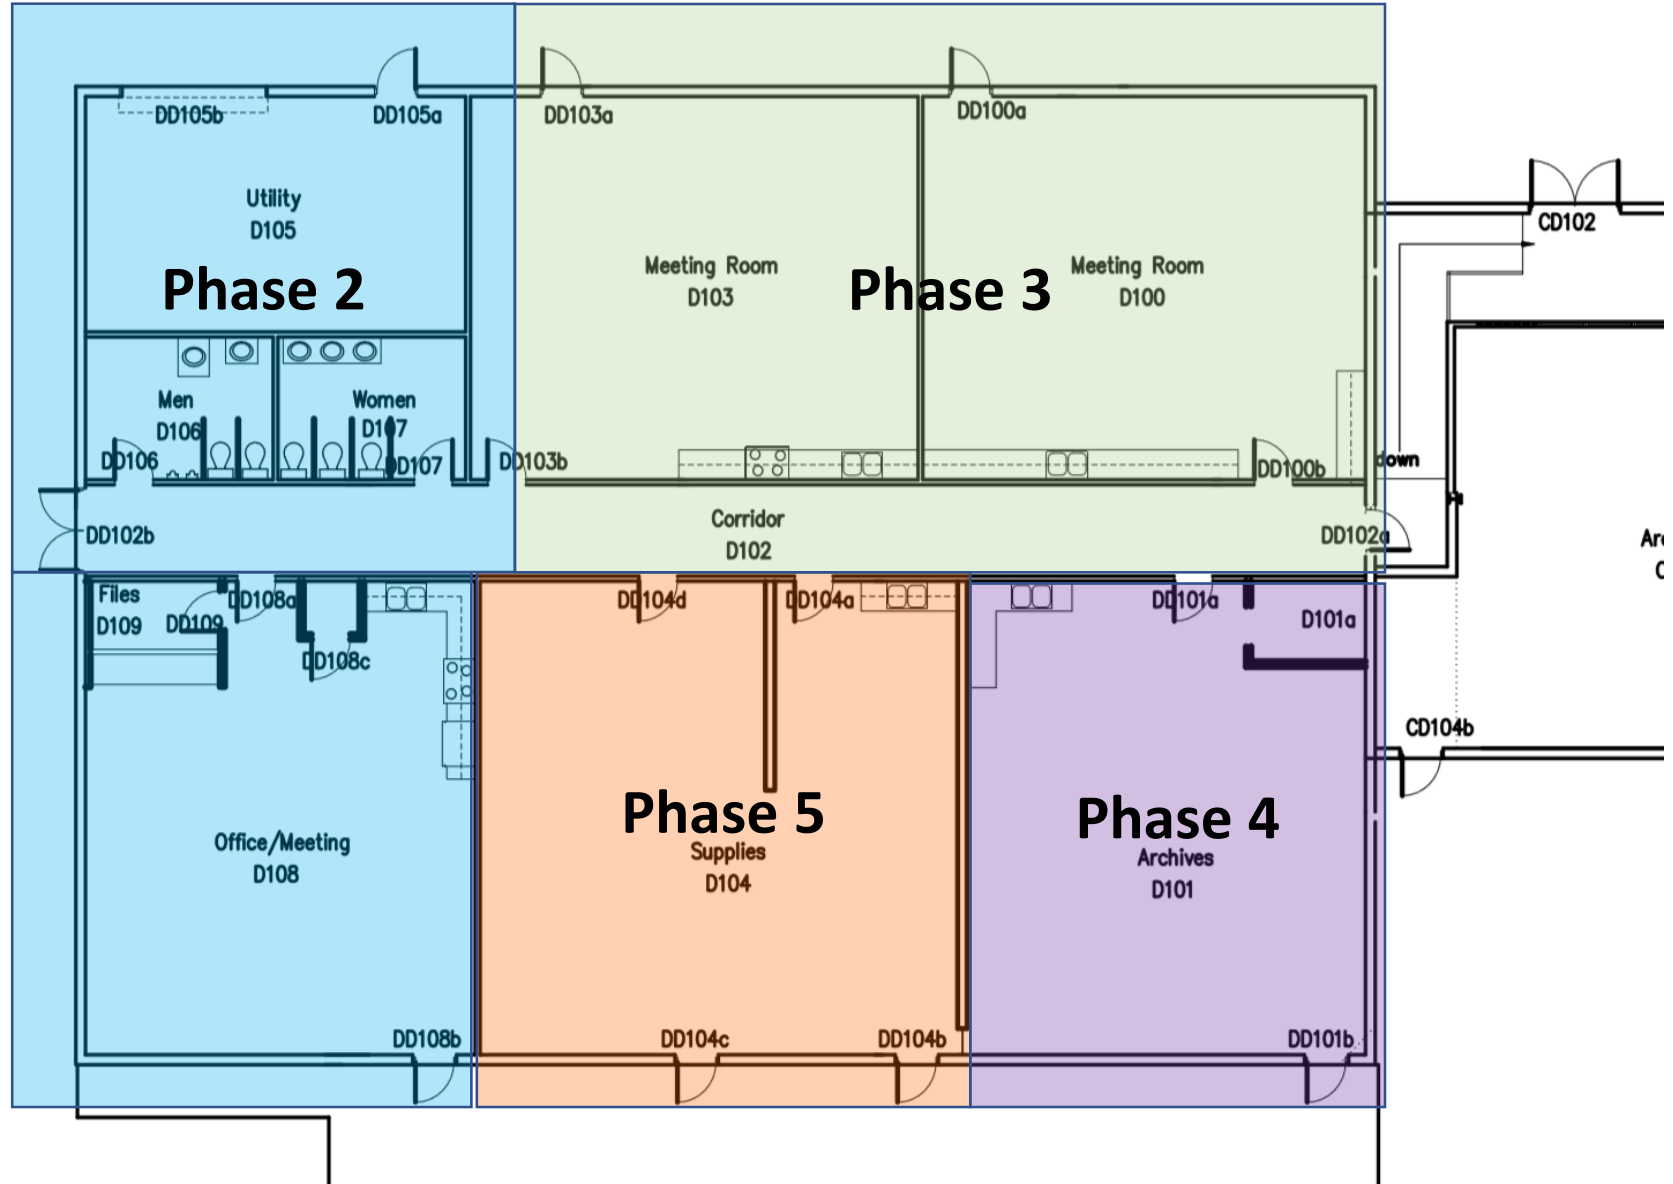 DD105b
DD105a
DD103a
DD100a
Utility
D105
CD102
Phase 2
Meeting Room
D103
Phase 3
Meeting Room
D100
Men
D106
Women
D107
DD106
DD107
DD103b
DD100b
down
DD102b
Corridor
D102
DD102a
Files
D109
DD109
DD108a
DD108c
DD104d
DD104a
DD101a
D101a
CD104b
Office/Meeting
D108
Phase 5
Supplies
D104
Phase 4
Archives
D101
DD108b
DD104c
DD104b
DD101b